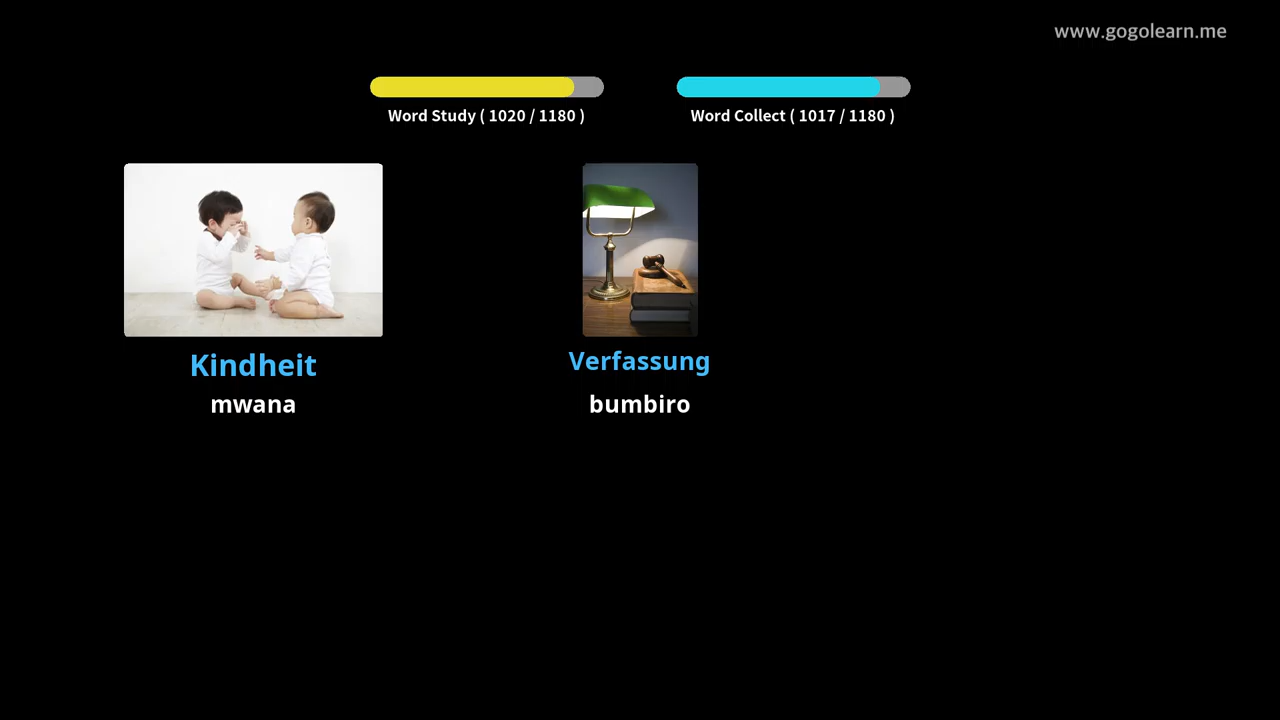 www.gogolearn.me
Word Study ( 1020 / 1180 )
Word Collect ( 1017 / 1180 )
Kindheit
mwana
Verfassung
bumbiro